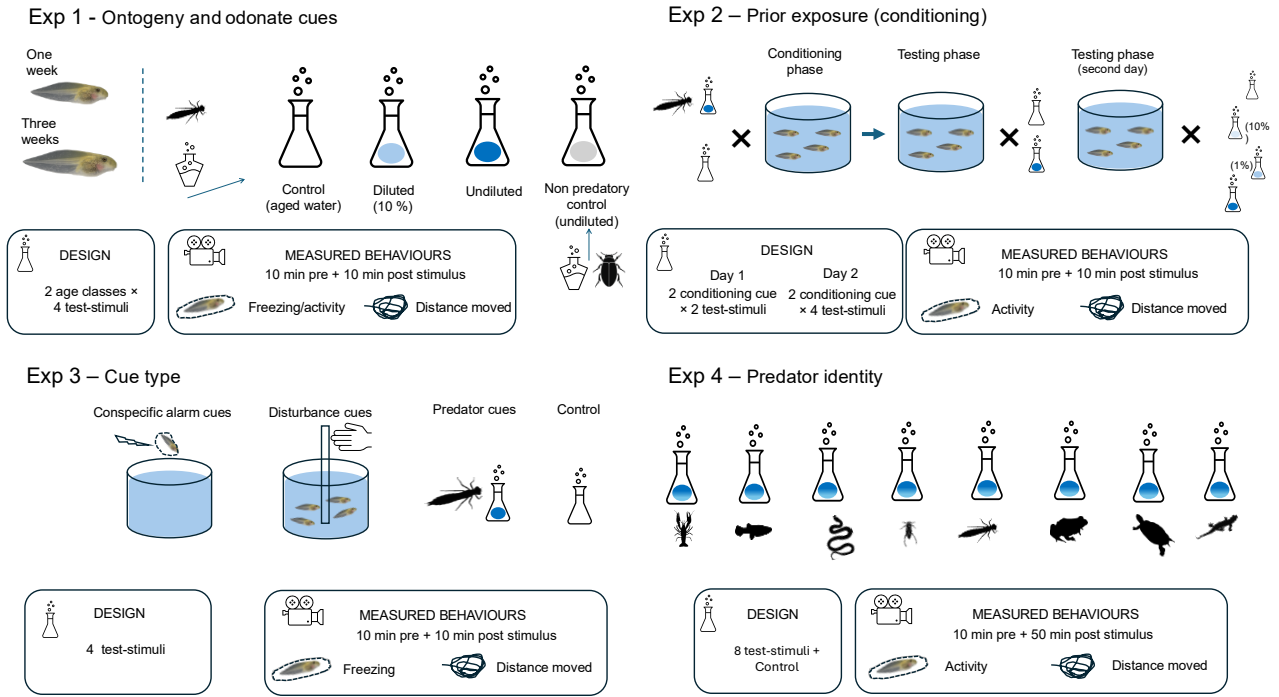 Exp 1 - Ontogeny and odonate cues
One
week
Three
weeks
Control
(aged water)
Diluted
(10 %)
Undiluted
Non predatory
control
(undiluted)
DESIGN
2 age classes ×
4 test-stimuli
MEASURED BEHAVIOURS
10 min pre + 10 min post stimulus
Freezing/activity
Distance moved
Exp 2 – Prior exposure (conditioning)
Conditioning
phase
Testing phase
Testing phase
(second day)
(10%
)
(1%)
DESIGN
Day 1
2 conditioning cue
× 2 test-stimuli
Day 2
2 conditioning cue
× 4 test-stimuli
MEASURED BEHAVIOURS
10 min pre + 10 min post stimulus
Activity
Distance moved
Exp 3 – Cue type
Conspecific alarm cues
Disturbance cues
Predator cues
Control
DESIGN
4 test-stimuli
MEASURED BEHAVIOURS
10 min pre + 10 min post stimulus
Freezing
Distance moved
Exp 4 – Predator identity
DESIGN
8 test-stimuli +
Control
MEASURED BEHAVIOURS
10 min pre + 50 min post stimulus
Activity
Distance moved